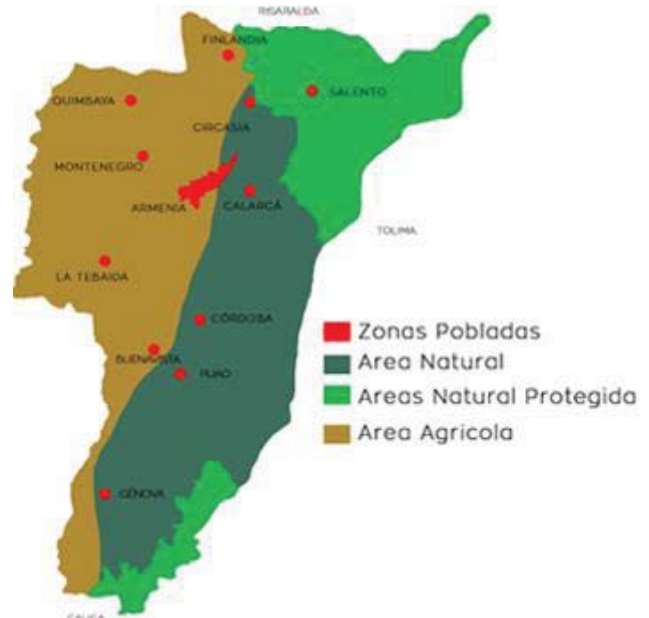 RISARALDA
FINLANDIA
QUIMBAYA
SALENTO
CIRCASIA
MONTENEGRO
ARMENIA
CALARCÁ
TOLIMA
LA TEBAIDA
CÓRDOBA
BUENAVISTA
PIJAO
GÉNOVA
CAUCA
Zonas Pobladas
Area Natural
Areas Natural Protegida
Area Agricola